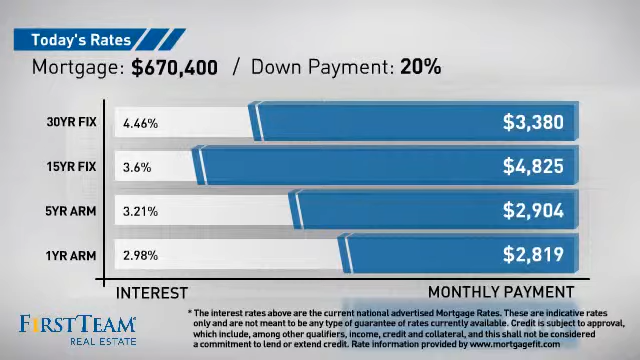 Today's Rates
Mortgage: $670,400 / Down Payment: 20%
30YR FIX 4.46% $3,380
15YR FIX 3.6% $4,825
5YR ARM 3.21% $2,904
1YR ARM 2.98% $2,819
INTEREST MONTHLY PAYMENT
* The interest rates above are the current national advertised Mortgage Rates. These are indicative rates
only and are not meant to be any type of guarantee of rates currently available. Credit is subject to approval,
which include, among other qualifiers, income, credit and collateral, and this shall not be considered
a commitment to lend or extend credit. Rate information provided by www.mortgagefit.com
FIRSTTEAM®
REAL ESTATE